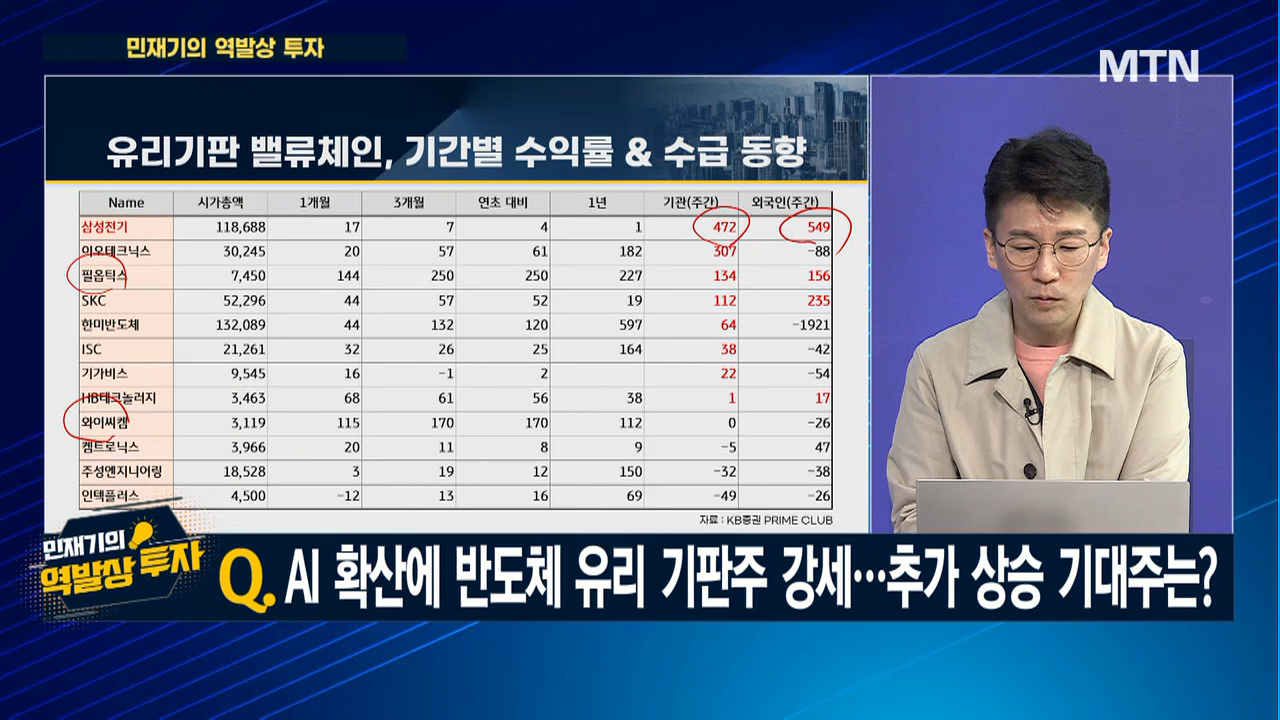 민재기의 역발상 투자
MTN
유리기판 밸류체인, 기간별 수익률 & 수급 동향
Name 시가총액 1개월 3개월 연초 대비 1년 기관(주간) 외국인(주간)
삼성전기 118,688 17 7 4 1 472 549
이오테크닉스 30,245 20 57 61 182 307 -88
필옵틱스 7,450 144 250 250 227 134 156
SKC 52,296 44 57 52 19 112 235
한미반도체 132,089 44 132 120 597 64 -1921
ISC 21,261 32 26 25 164 38 -42
기가비스 9,545 16 -1 2 22 -54
HB테크놀러지 3,463 68 61 56 38 1 17
와이씨켐 3,119 115 170 170 112 0 -26
켐트로닉스 3,966 20 11 8 9 -5 47
주성엔지니어링 18,528 3 19 12 150 -32 -38
인텍플러스 4,500 -12 13 16 69 -49 -26
자료 : KB증권 PRIME CLUB
민재기의
역발상 투자
Q. AI 확산에 반도체 유리 기판주 강세…추가 상승 기대주는?